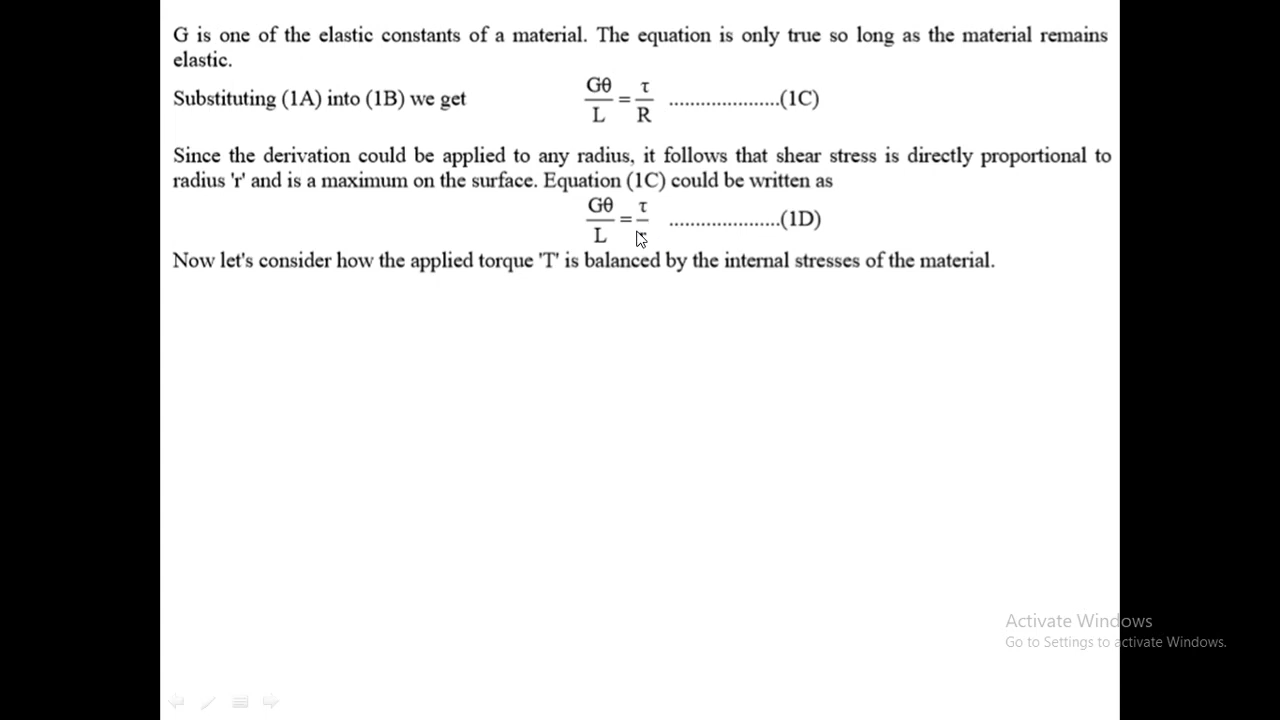 G is one of the elastic constants of a material. The equation is only true so long as the material remains
elastic.
Substituting (1A) into (1B) we get Gθ/L = τ/R .....................(1C)
Since the derivation could be applied to any radius, it follows that shear stress is directly proportional to
radius 'r' and is a maximum on the surface. Equation (1C) could be written as
Gθ/L = τ/ .....................(1D)
Now let's consider how the applied torque 'T' is balanced by the internal stresses of the material.
Activate Windows
Go to Settings to activate Windows.